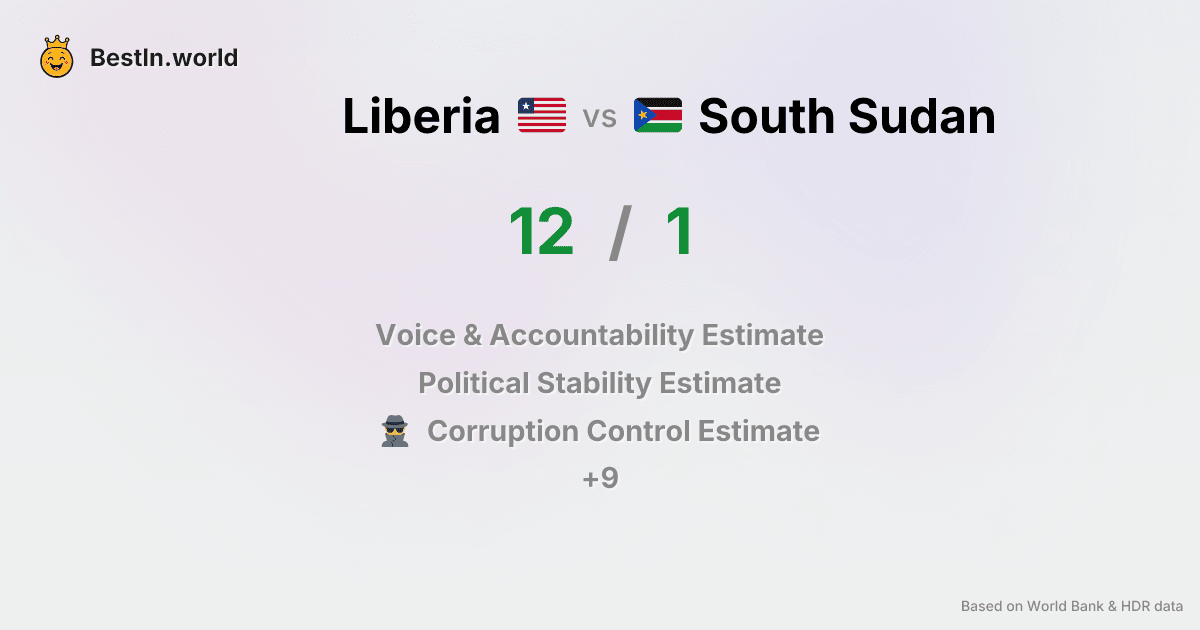 BestIn.world
Liberia vs South Sudan
12 / 1
Voice & Accountability Estimate
Political Stability Estimate
Corruption Control Estimate
+9
Based on World Bank & HDR data